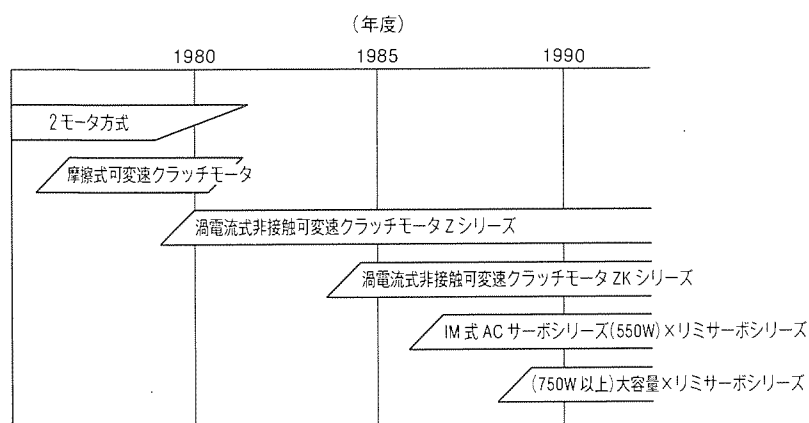 (年度)
1980 1985 1990
2モータ方式
摩擦式可変速クラッチモータ
渦電流式非接触可変速クラッチモータ Z シリーズ
渦電流式非接触可変速クラッチモータ ZK シリーズ
IM 式 AC サーボシリーズ(550W)×リミサーボシリーズ
(750W 以上)大容量×リミサーボシリーズ